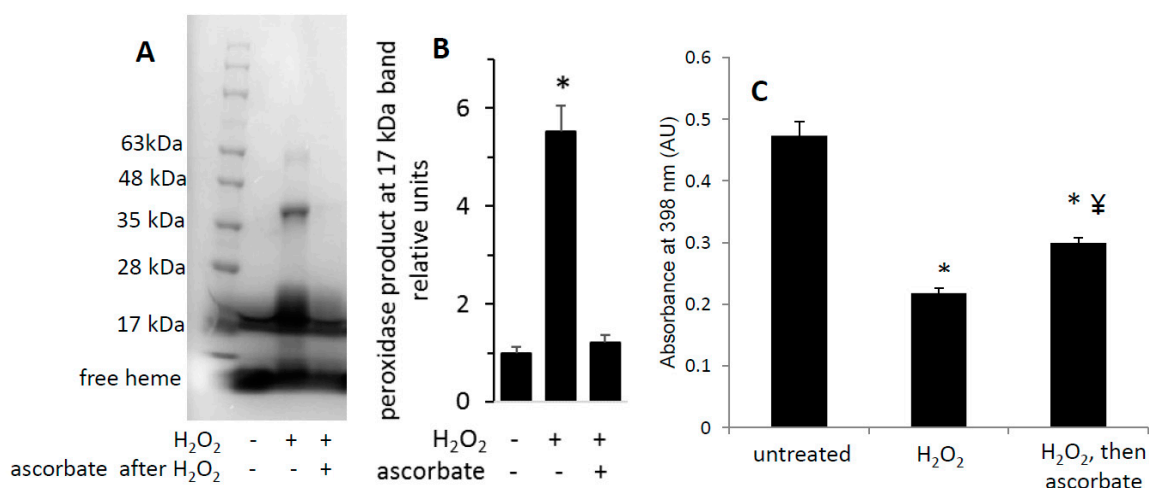 A
63kDa
48 kDa
35 kDa
28 kDa
17 kDa
free heme
H₂O₂ - + +
ascorbate after H₂O₂ - - +
B
peroxidase product at 17 kDa band
relative units
6
4
2
0
*
H₂O₂ - + +
ascorbate - - +
C
Absorbance at 398 nm (AU)
0.6
0.5
0.4
0.3
0.2
0.1
0
*
* ¥
untreated
H₂O₂
H₂O₂, then
ascorbate